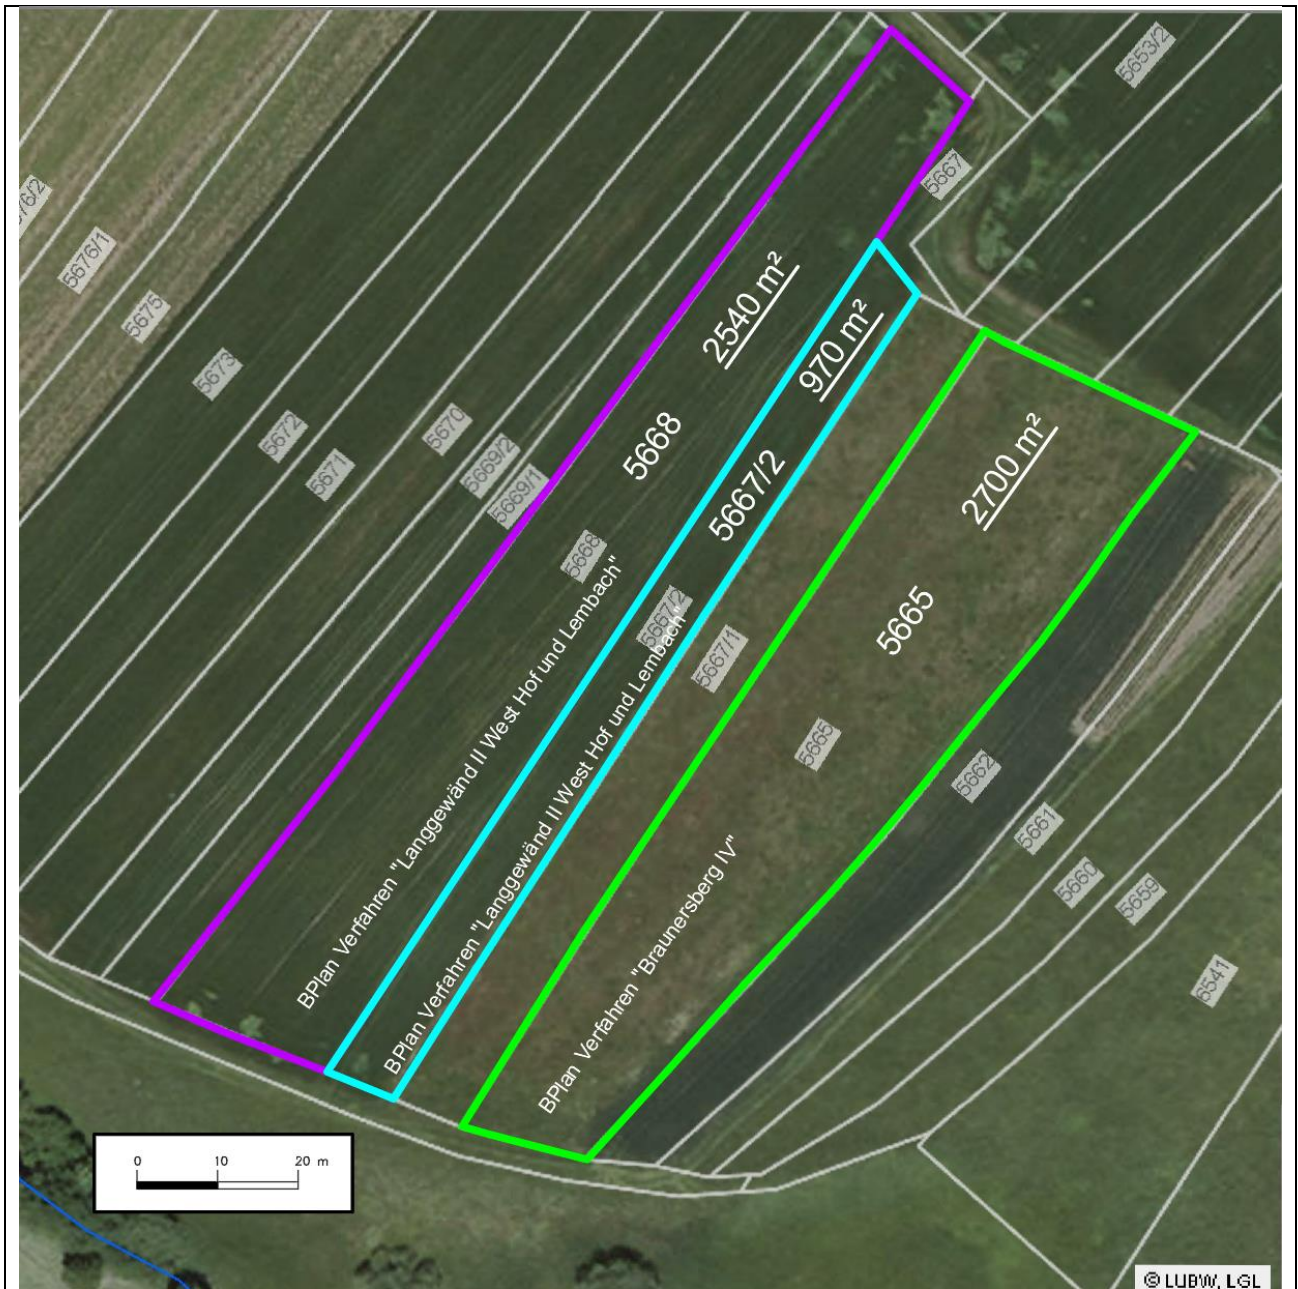 5653/2
5667
76/2
5676/1
5675
5673
5672
5671
5670
5669/2
5669/1
2540 m²
970 m²
2700 m²
5668
5667/2
5665
5668
5667/2
5667/1
5665
5662
5661
5660
5659
6541
BPlan Verfahren "Langgewänd II West Hof und Lembach"
BPlan Verfahren "Langgewänd II West Hof und Lembach"
BPlan Verfahren "Braunersberg IV"
0 10 20 m
© LUBW, LGL